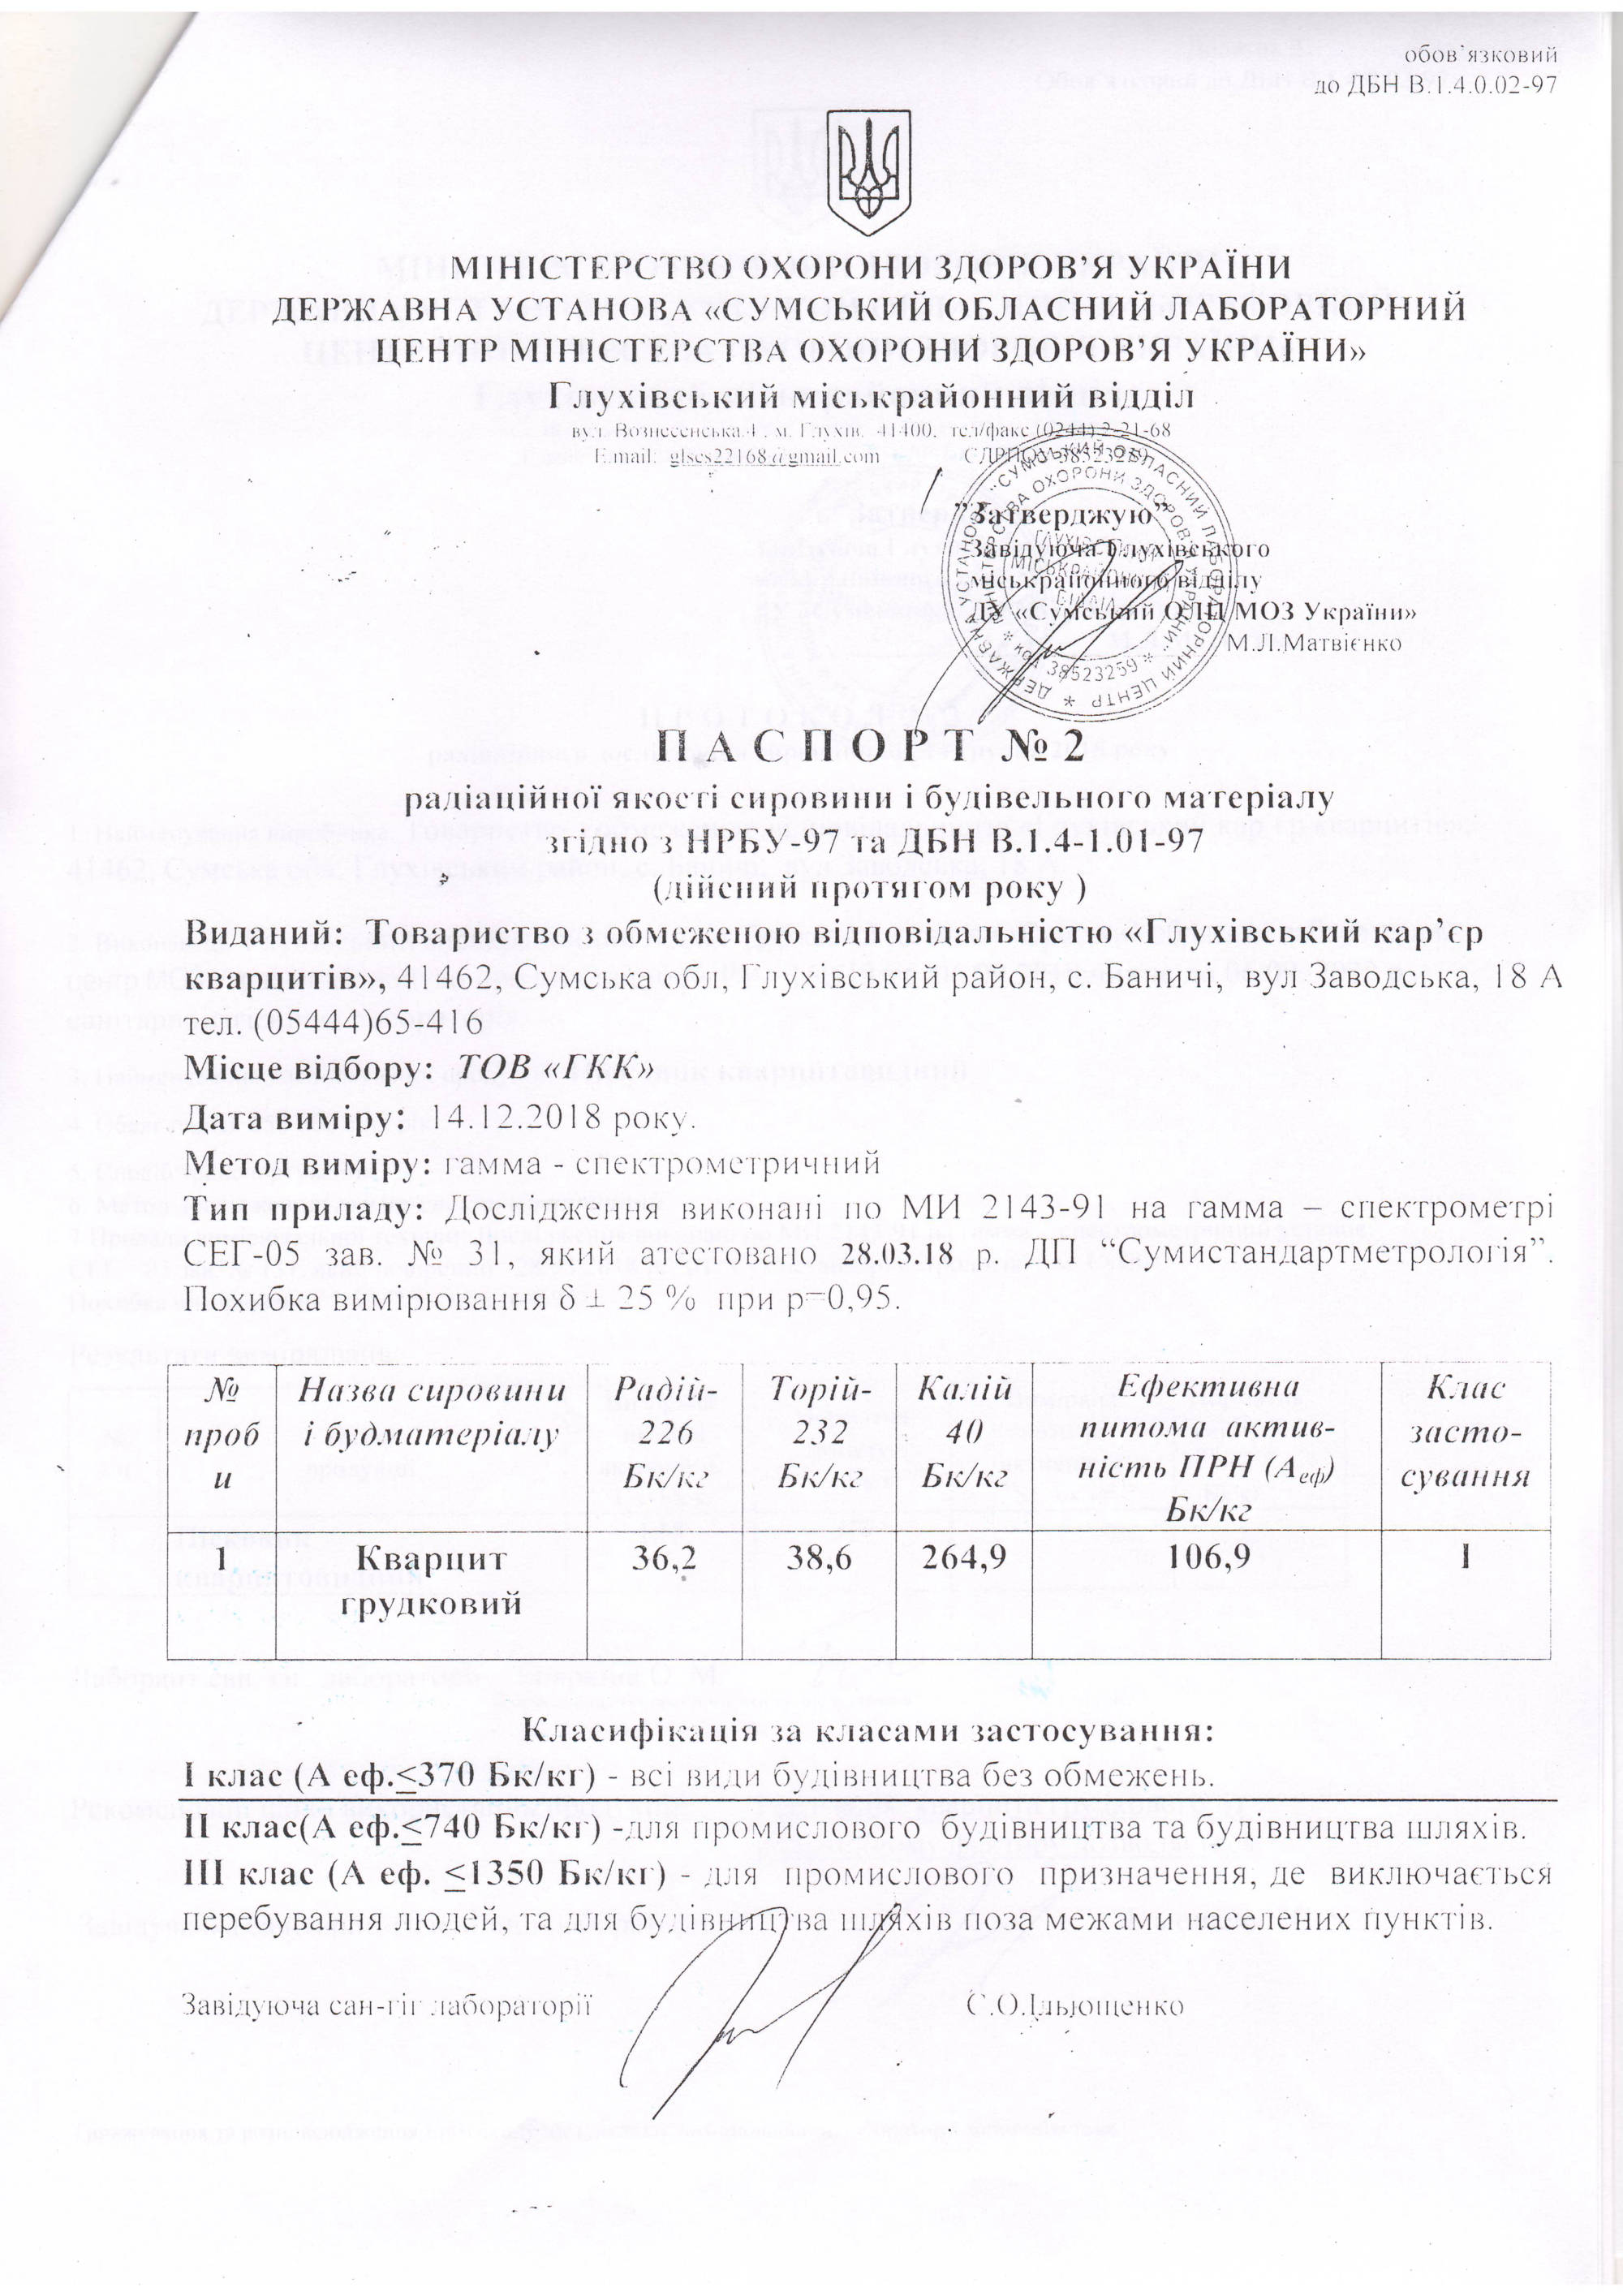 обов'язковий
до ДБН В.1.4.0.02-97
МІНІСТЕРСТВО ОХОРОНИ ЗДОРОВ'Я УКРАЇНИ
ДЕРЖАВНА УСТАНОВА «СУМСЬКИЙ ОБЛАСНИЙ ЛАБОРАТОРНИЙ
ЦЕНТР МІНІСТЕРСТВА ОХОРОНИ ЗДОРОВ'Я УКРАЇНИ»
Глухівський міськрайонний відділ
вул. Вознесенська,4 , м. Глухів, 41400, тел/факс (0244) 2-21-68
E.mail: glses22168@gmail.com
"Затверджую"
Завідуюча Глухівського
міськрайонного відділу
ДУ «Сумський ОЛЦ МОЗ України»
М.Л.Матвієнко
ДЕРЖАВНА УСТАНОВА "СУМСЬКИЙ ОБЛАСНИЙ ЛАБОРАТОРНИЙ ЦЕНТР
МІНІСТЕРСТВА ОХОРОНИ ЗДОРОВ'Я УКРАЇНИ"
* код 38523259 *
ПАСПОРТ № 2
радіаційної якості сировини і будівельного матеріалу
згідно з НРБУ-97 та ДБН В.1.4-1.01-97
(дійсний протягом року )
Виданий: Товариство з обмеженою відповідальністю «Глухівський кар'єр
кварцитів», 41462, Сумська обл, Глухівський район, с. Баничі, вул Заводська, 18 А
тел. (05444)65-416
Місце відбору: ТОВ «ГКК»
Дата виміру: 14.12.2018 року.
Метод виміру: гамма - спектрометричний
Тип приладу: Дослідження виконані по МИ 2143-91 на гамма – спектрометрі
СЕГ-05 зав. № 31, який атестовано 28.03.18 р. ДП "Сумистандартметрологія".
Похибка вимірювання δ ± 25 % при р=0,95.
№ проби
Назва сировини і будматеріалу
Радій-226 Бк/кг
Торій-232 Бк/кг
Калій 40 Бк/кг
Ефективна питома актив-ність ПРН (Аеф) Бк/кг
Клас засто-сування
1 Кварцит грудковий 36,2 38,6 264,9 106,9 І
Класифікація за класами застосування:
І клас (А еф.≤370 Бк/кг) - всі види будівництва без обмежень.
ІІ клас(А еф.≤740 Бк/кг) -для промислового будівництва та будівництва шляхів.
ІІІ клас (А еф. ≤1350 Бк/кг) - для промислового призначення, де виключається
перебування людей, та для будівництва шляхів поза межами населених пунктів.
Завідуюча сан-гіг лабораторії С.О.Ільющенко